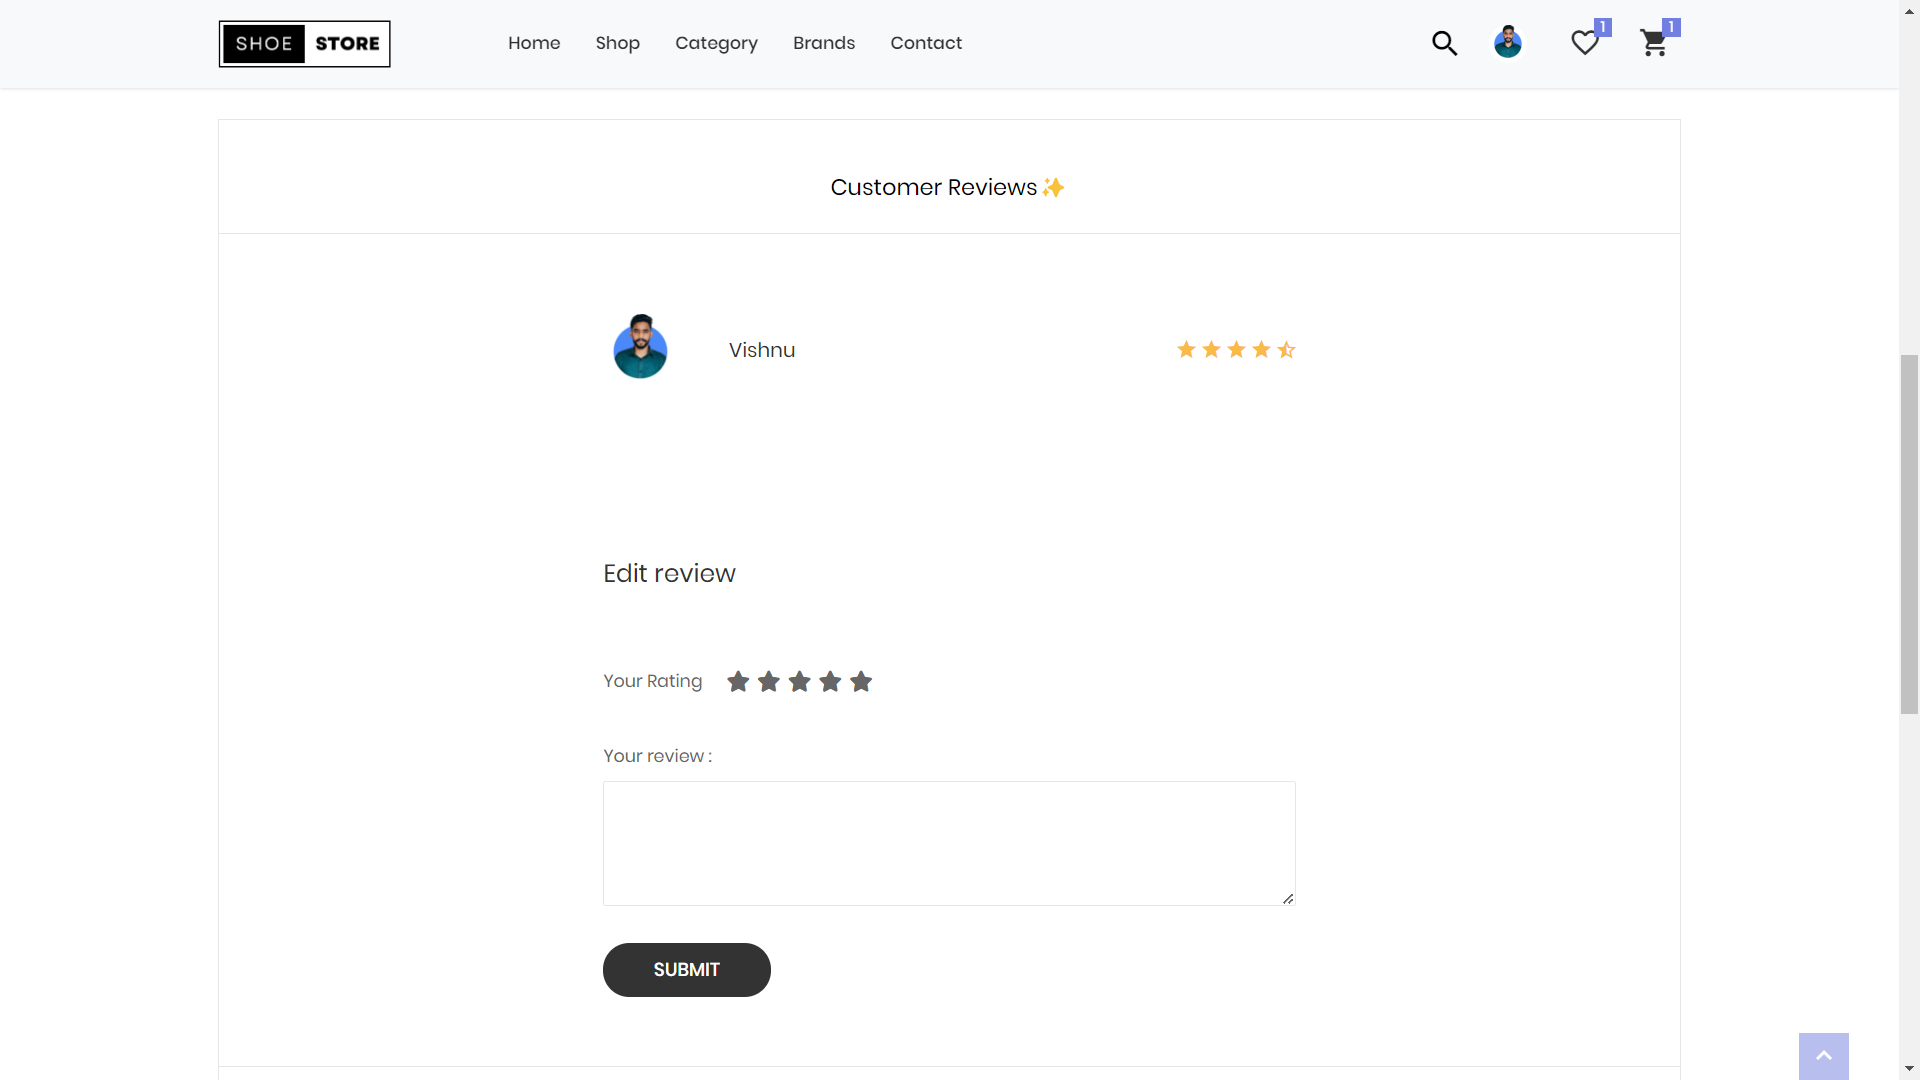 SHOE STORE
Home Shop Category Brands Contact
1 1
Customer Reviews✨
Vishnu
Edit review
Your Rating
Your review :
SUBMIT